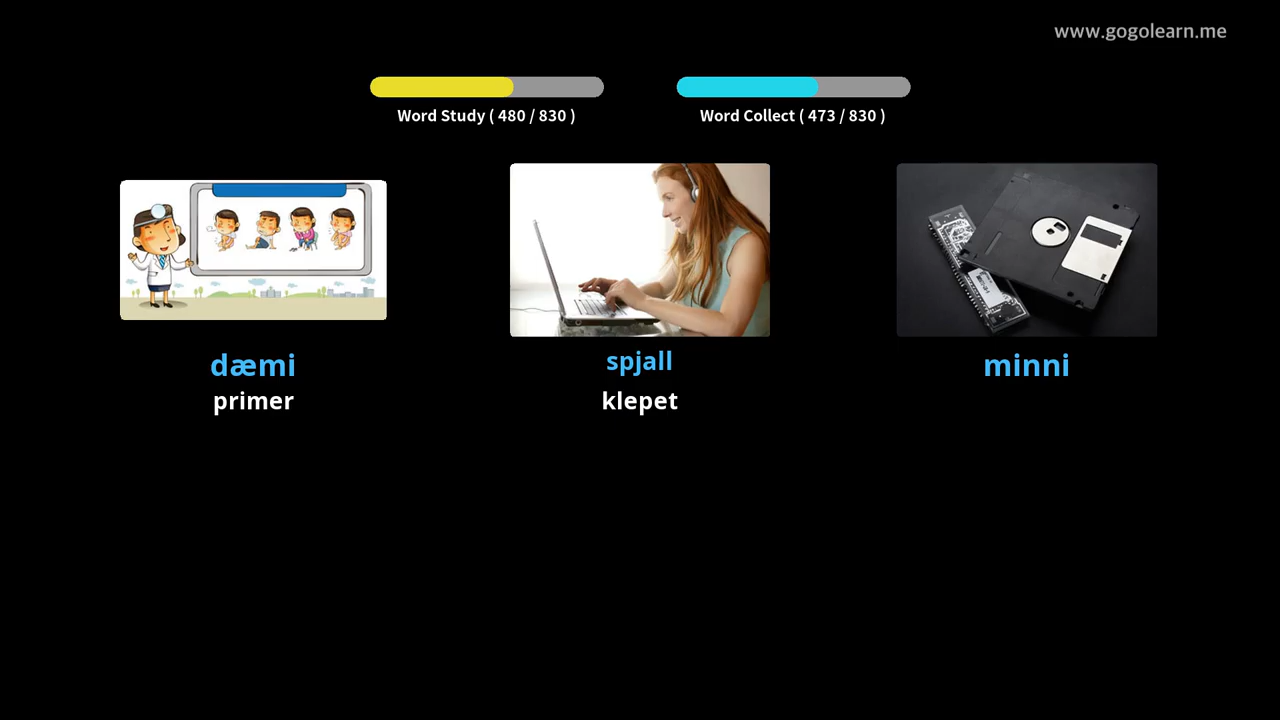 www.gogolearn.me
Word Study ( 480 / 830 )
Word Collect ( 473 / 830 )
dæmi
primer
spjall
klepet
minni